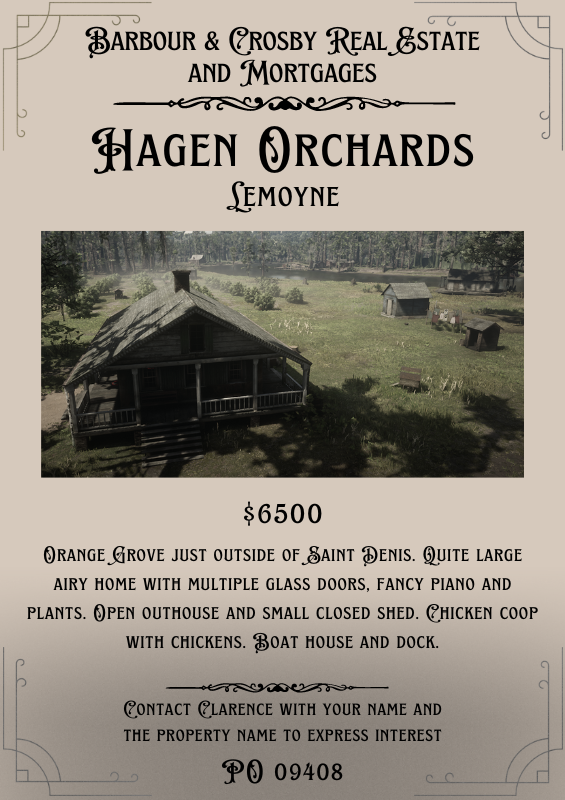 Barbour & Crosby Real Estate
and Mortgages
Hagen Orchards
Lemoyne
$6500
Orange Grove just outside of Saint Denis. Quite large
airy home with multiple glass doors, fancy piano and
plants. Open outhouse and small closed shed. Chicken coop
with chickens. Boat house and dock.
Contact Clarence with your name and
the property name to express interest
PO 09408